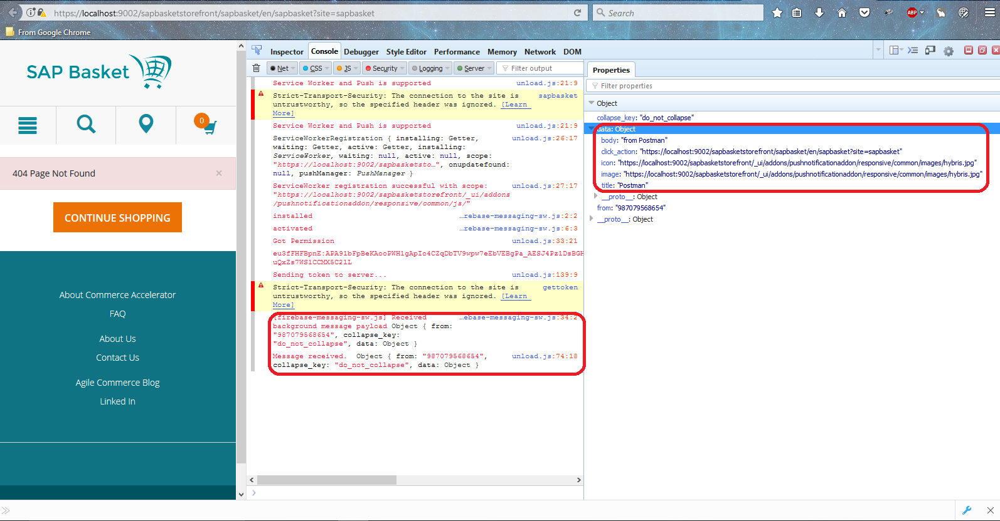 https://localhost:9002/sapbasketstorefront/sapbasket/en/sapbasket?site=sapbasket
Search
ABP
From Google Chrome
SAP Basket
0
404 Page Not Found ×
CONTINUE SHOPPING
About Commerce Accelerator
FAQ
About Us
Contact Us
Agile Commerce Blog
Linked In
Inspector Console Debugger Style Editor Performance Memory Network DOM
Net CSS JS Security Logging Server Filter output
Service Worker and Push is supported unload.js:21:9
Strict-Transport-Security: The connection to the site is sapbasket
untrustworthy, so the specified header was ignored. [Learn
More]
Service Worker and Push is supported unload.js:21:9
ServiceWorkerRegistration { installing: Getter, unload.js:26:17
waiting: Getter, active: Getter, installing:
ServiceWorker, waiting: null, active: null, scope:
"https://localhost:9002/sapbasketsto…", onupdatefound:
null, pushManager: PushManager }
ServiceWorker registration successful with scope: unload.js:27:17
"https://localhost:9002/sapbasketstorefront/_ui/addons
/pushnotificationaddon/responsive/common/js/"
installed …rebase-messaging-sw.js:2:2
activated …rebase-messaging-sw.js:6:3
Got Permission unload.js:33:21
Sending token to server... unload.js:139:9
Strict-Transport-Security: The connection to the site is gettoken
untrustworthy, so the specified header was ignored. [Learn
More]
[firebase-messaging-sw.js] Received …ebase-messaging-sw.js:34:2
background message payload Object { from:
"987079568654", collapse_key:
"do_not_collapse", data: Object }
Message received. Object { from: "987079568654", unload.js:74:18
collapse_key: "do_not_collapse", data: Object }
Properties
Filter properties
Object
collapse_key: "do_not_collapse"
data: Object
body: "from Postman"
click_action: "https://localhost:9002/sapbasketstorefront/sapbasket/en/sapbasket?site=sapbasket"
icon: "https://localhost:9002/sapbasketstorefront/_ui/addons/pushnotificationaddon/responsive/common/images/hybris.jpg"
image: "https://localhost:9002/sapbasketstorefront/_ui/addons/pushnotificationaddon/responsive/common/images/hybris.jpg"
title: "Postman"
__proto__: Object
from: "987079568654"
__proto__: Object